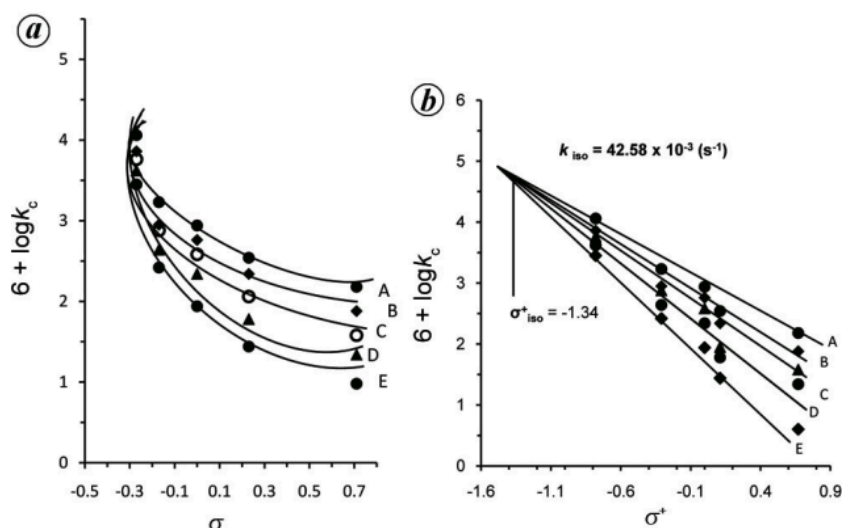 a
5
4
3
2
1
0
6 + logkc
-0.5 -0.3 -0.1 0.1 0.3 0.5 0.7
σ
A
B
C
D
E
b
6
5
4
3
2
1
0
6 + logkc
k iso = 42.58 x 10⁻³ (s⁻¹)
σ⁺iso = -1.34
A
B
C
D
E
-1.6 -1.1 -0.6 -0.1 0.4 0.9
σ⁺